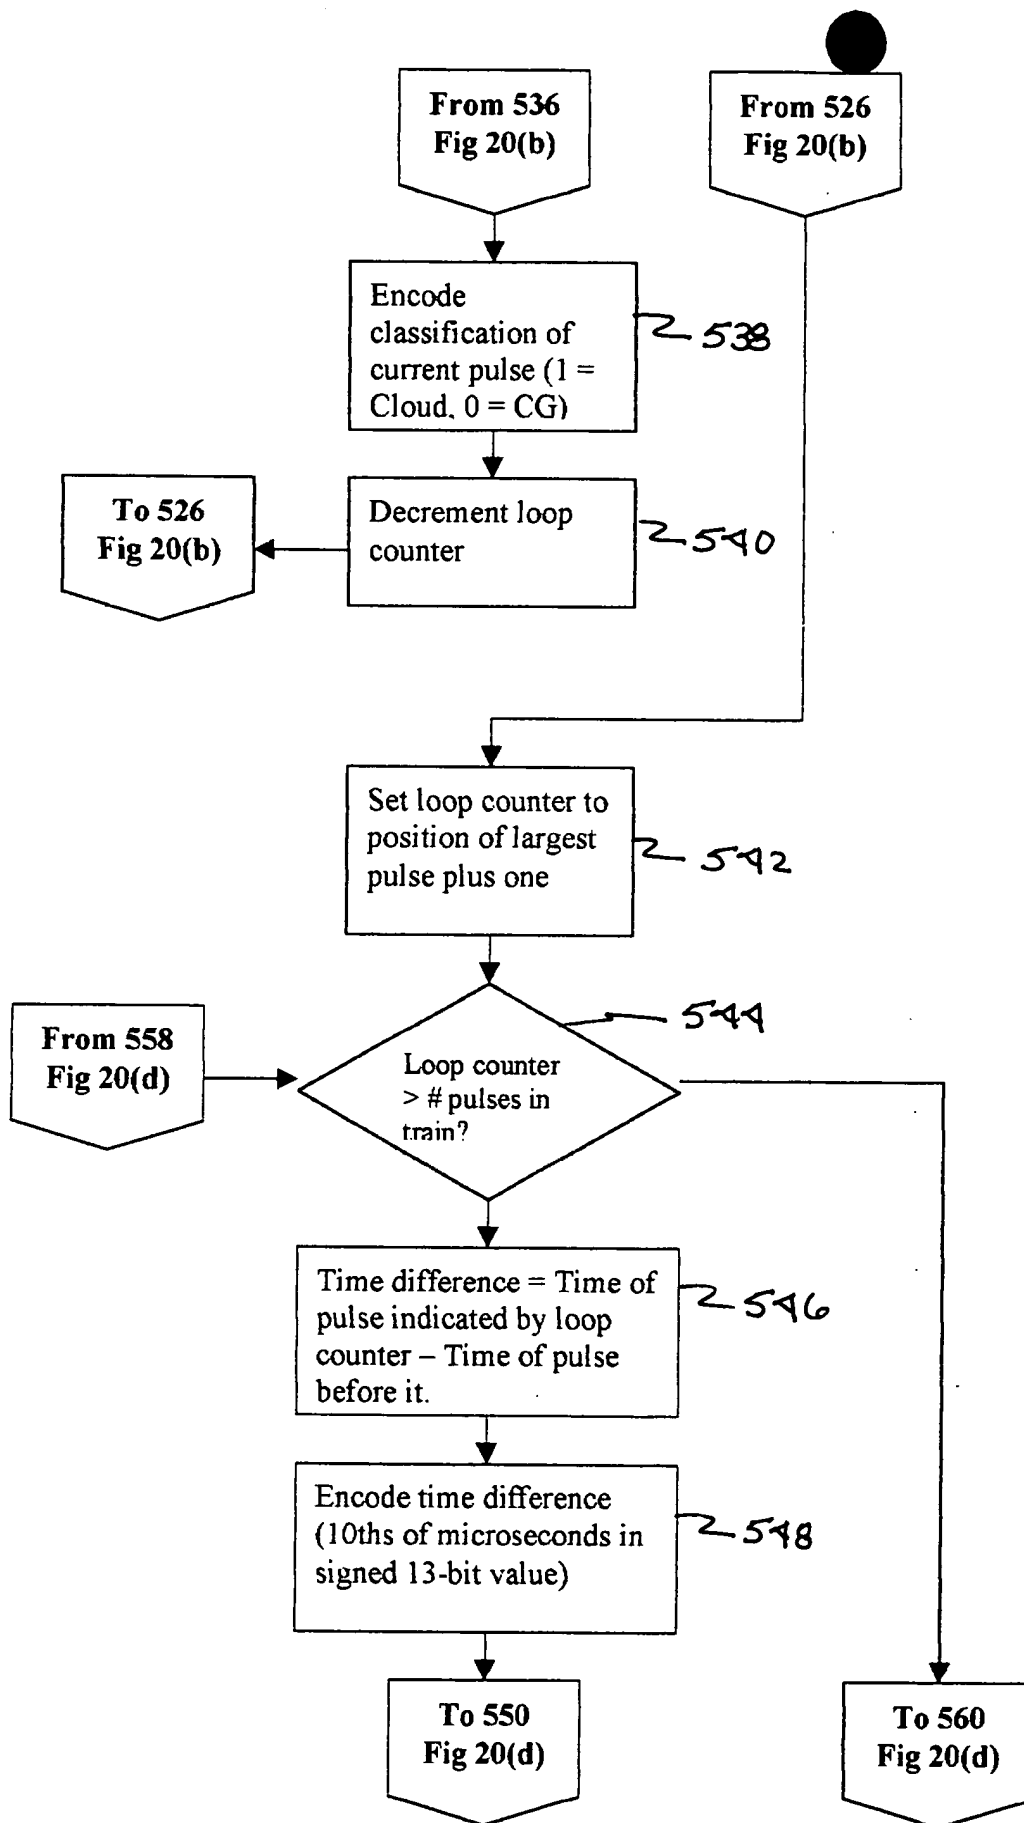 From 536
Fig 20(b)
From 526
Fig 20(b)
Encode
classification of
current pulse (1 =
Cloud, 0 = CG)
538
To 526
Fig 20(b)
Decrement loop
counter
540
Set loop counter to
position of largest
pulse plus one
542
From 558
Fig 20(d)
Loop counter
> # pulses in
train?
544
Time difference = Time of
pulse indicated by loop
counter – Time of pulse
before it.
546
Encode time difference
(10ths of microseconds in
signed 13-bit value)
548
To 550
Fig 20(d)
To 560
Fig 20(d)